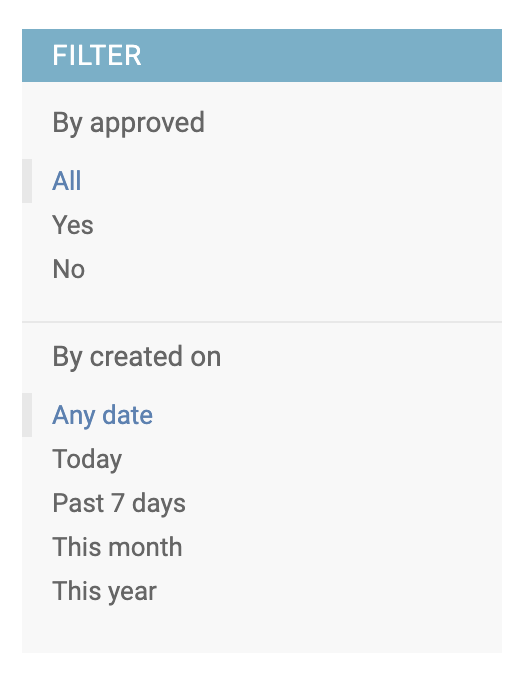 FILTER
By approved
All
Yes
No
By created on
Any date
Today
Past 7 days
This month
This year